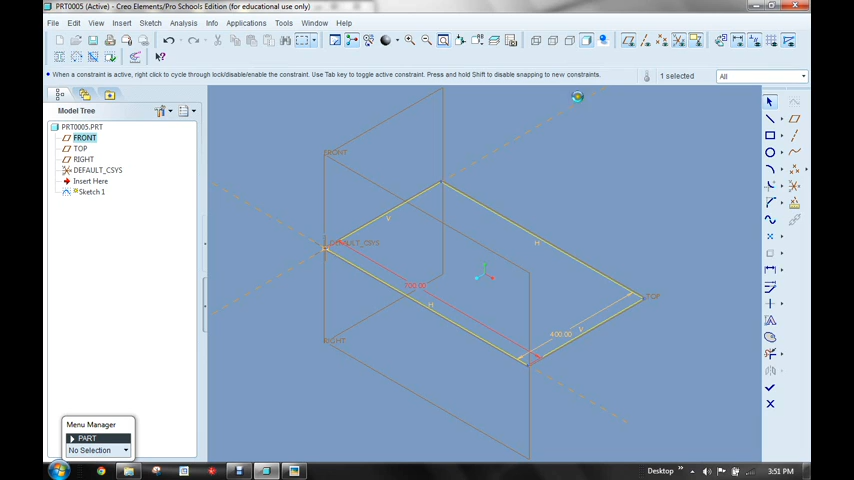 PRT0005 (Active) - Creo Elements/Pro Schools Edition (for educational use only)
File Edit View Insert Sketch Analysis Info Applications Tools Window Help
When a constraint is active, right click to cycle through lock/disable/enable the constraint. Use Tab key to toggle active constraint. Press and hold Shift to disable snapping to new constraints.
1 selected
All
Model Tree
PRT0005.PRT
FRONT
TOP
RIGHT
DEFAULT_CSYS
Insert Here
Sketch 1
FRONT
V
H
DEFAULT_CSYS
700.00
H
TOP
400.00
V
Menu Manager
PART
No Selection
Desktop
3:51 PM